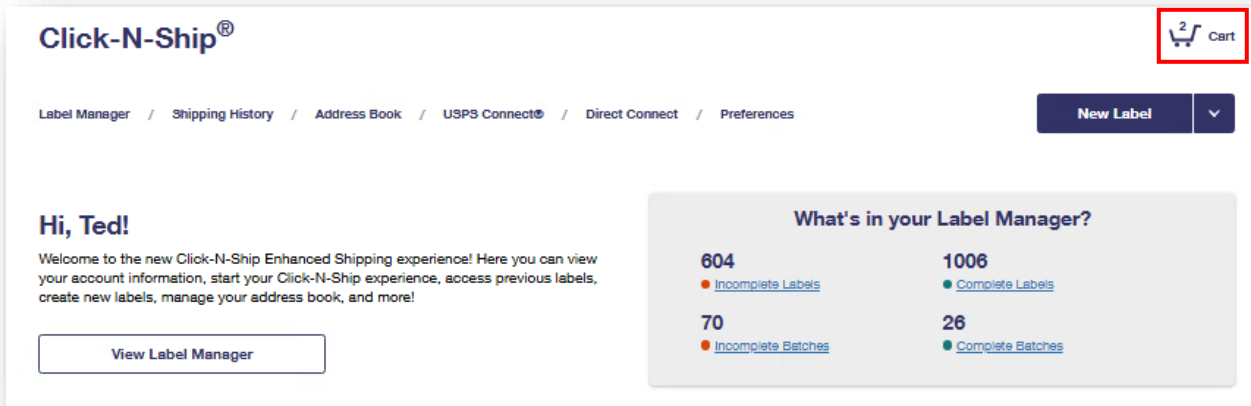 Click-N-Ship®
2 Cart
Label Manager / Shipping History / Address Book / USPS Connect® / Direct Connect / Preferences
New Label
Hi, Ted!
Welcome to the new Click-N-Ship Enhanced Shipping experience! Here you can view
your account information, start your Click-N-Ship experience, access previous labels,
create new labels, manage your address book, and more!
View Label Manager
What's in your Label Manager?
604 1006
Incomplete Labels Complete Labels
70 26
Incomplete Batches Complete Batches